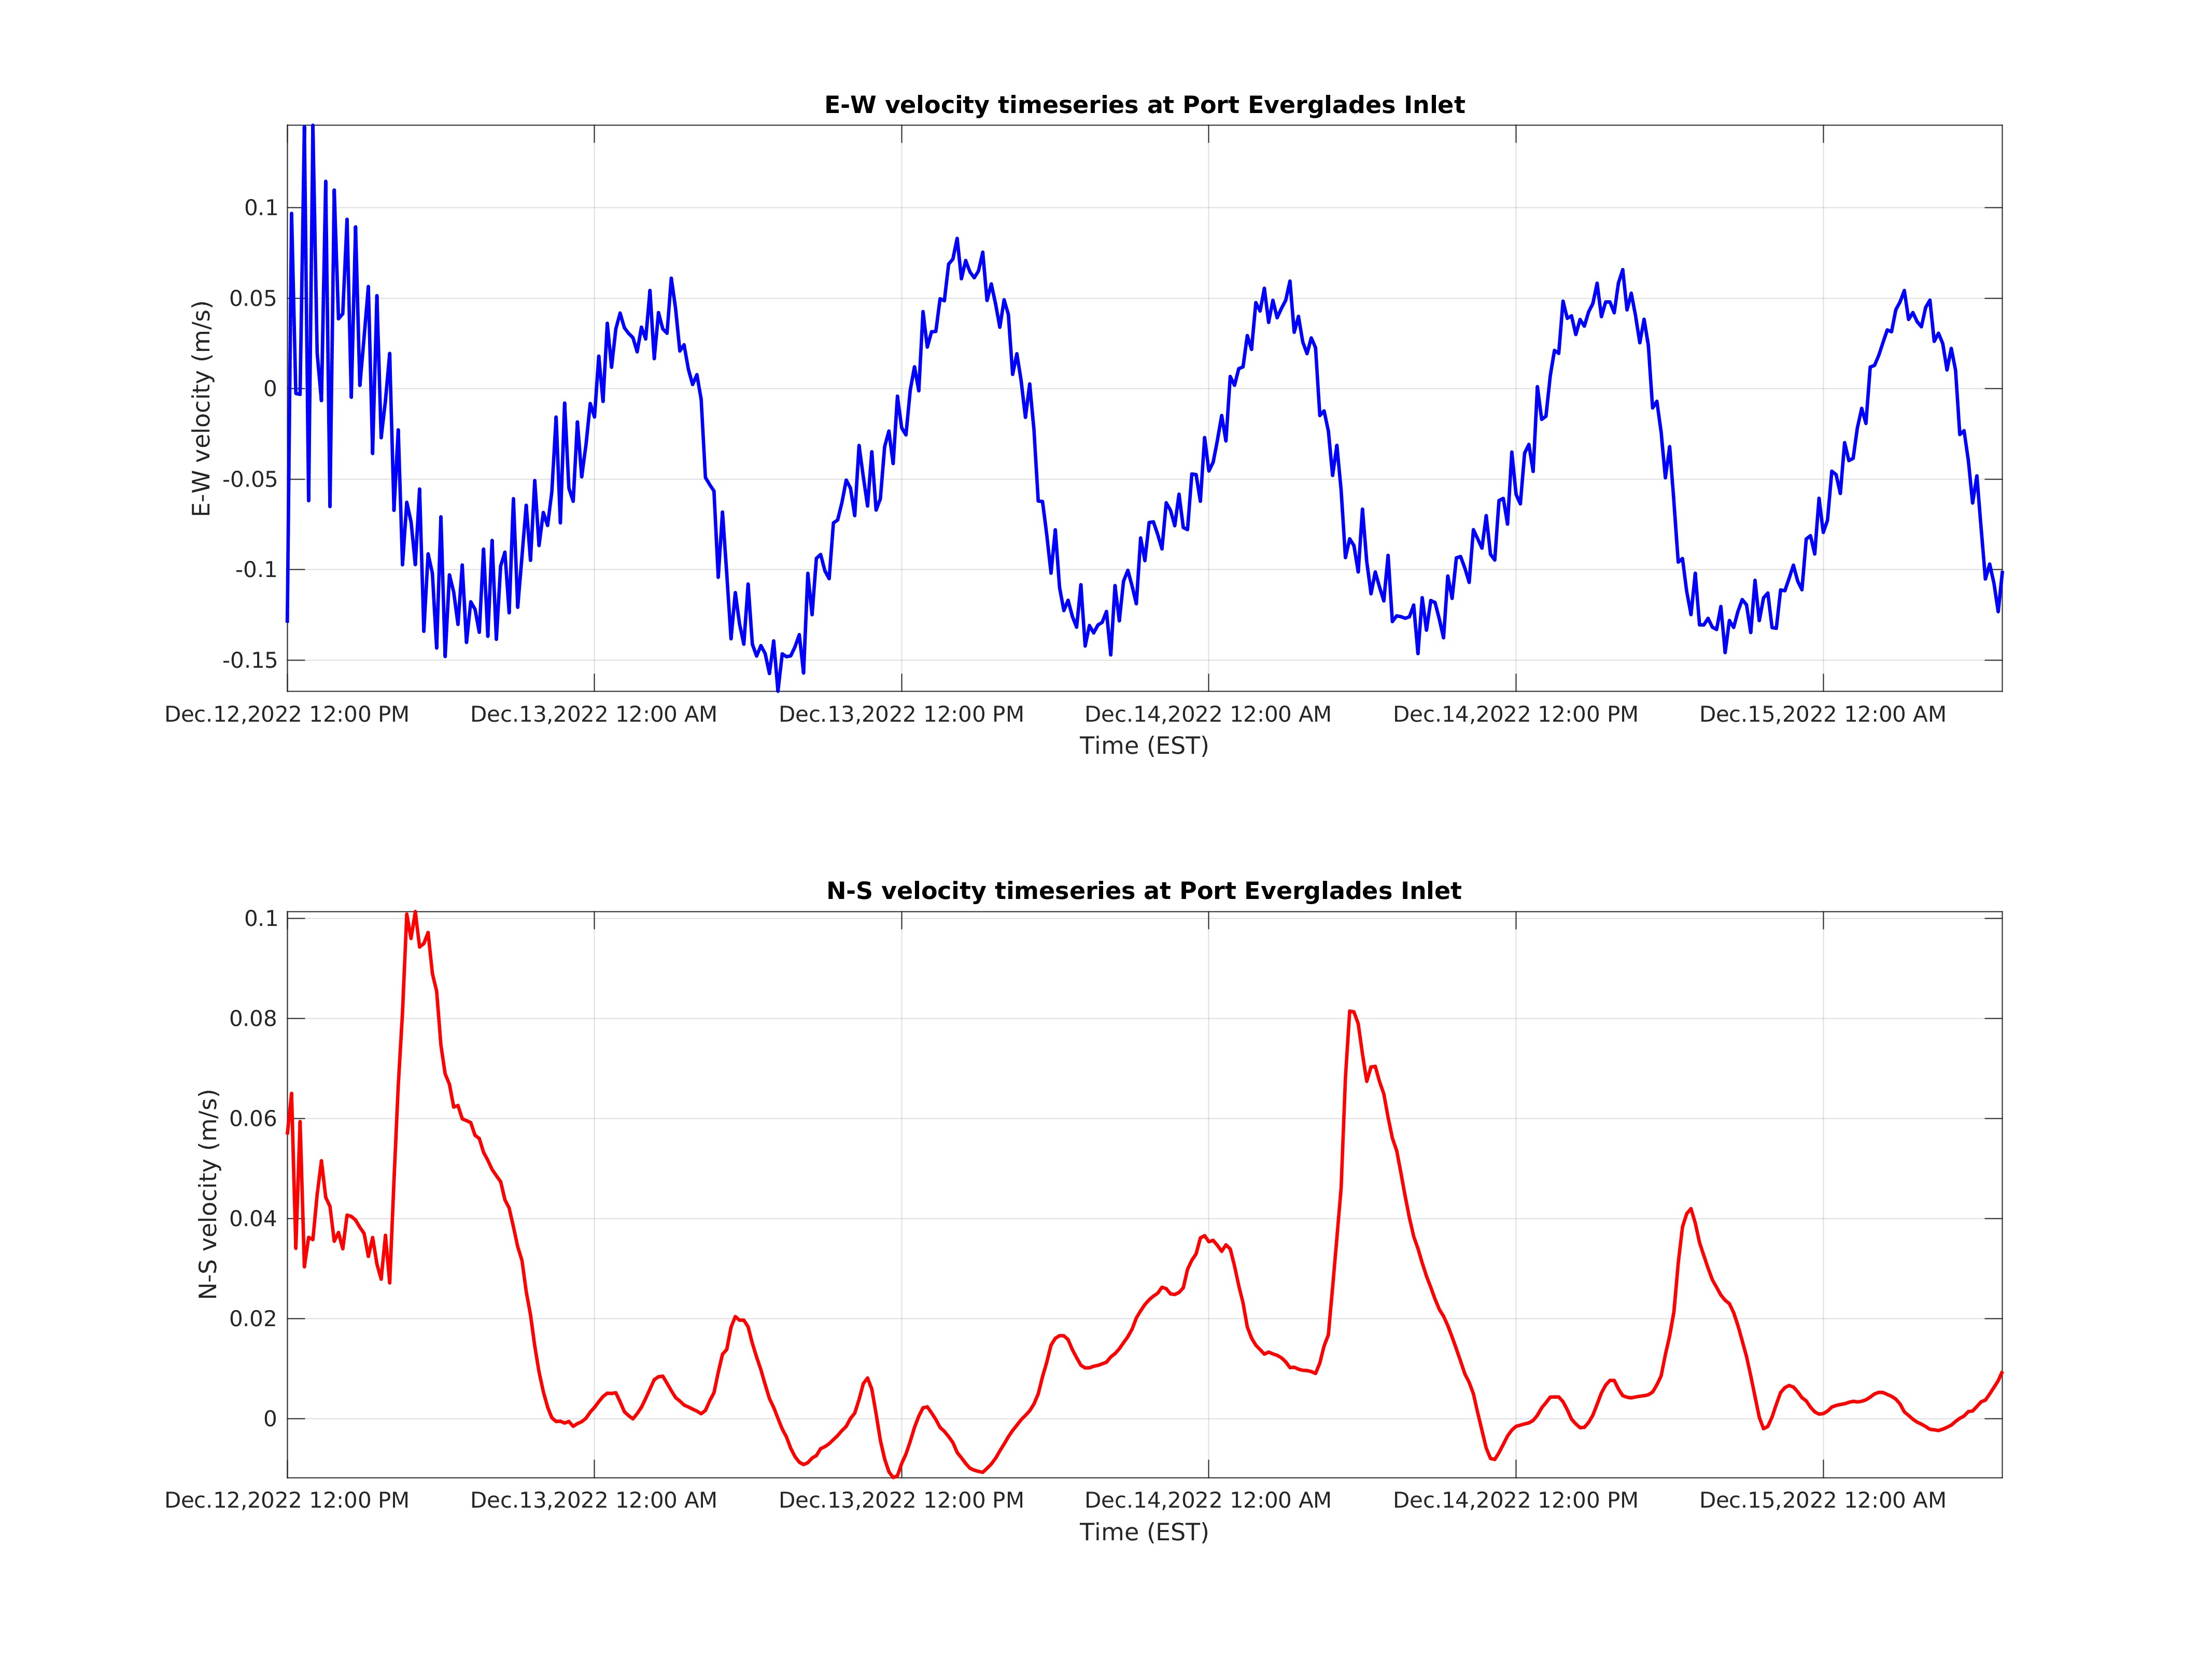 E-W velocity timeseries at Port Everglades Inlet
E-W velocity (m/s)
0.1
0.05
0
-0.05
-0.1
-0.15
Dec.12,2022 12:00 PM Dec.13,2022 12:00 AM Dec.13,2022 12:00 PM Dec.14,2022 12:00 AM Dec.14,2022 12:00 PM Dec.15,2022 12:00 AM
Time (EST)
N-S velocity timeseries at Port Everglades Inlet
N-S velocity (m/s)
0.1
0.08
0.06
0.04
0.02
0
Dec.12,2022 12:00 PM Dec.13,2022 12:00 AM Dec.13,2022 12:00 PM Dec.14,2022 12:00 AM Dec.14,2022 12:00 PM Dec.15,2022 12:00 AM
Time (EST)